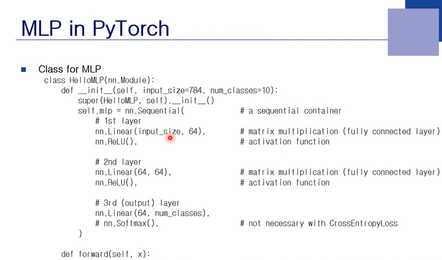 MLP in PyTorch
Class for MLP
class HelloMLP(nn.Module):
def __init__(self, input_size=784, num_classes=10):
super(HelloMLP, self).__init__()
self.mlp = nn.Sequential( # a sequential container
# 1st layer
nn.Linear(input_size, 64), # matrix multiplication (fully connected layer)
nn.ReLU(), # activation function
# 2nd layer
nn.Linear(64, 64), # matrix multiplication (fully connected layer)
nn.ReLU(), # activation function
# 3rd (output) layer
nn.Linear(64, num_classes),
# nn.Softmax(), # not necessary with CrossEntropyLoss
)
def forward(self, x):